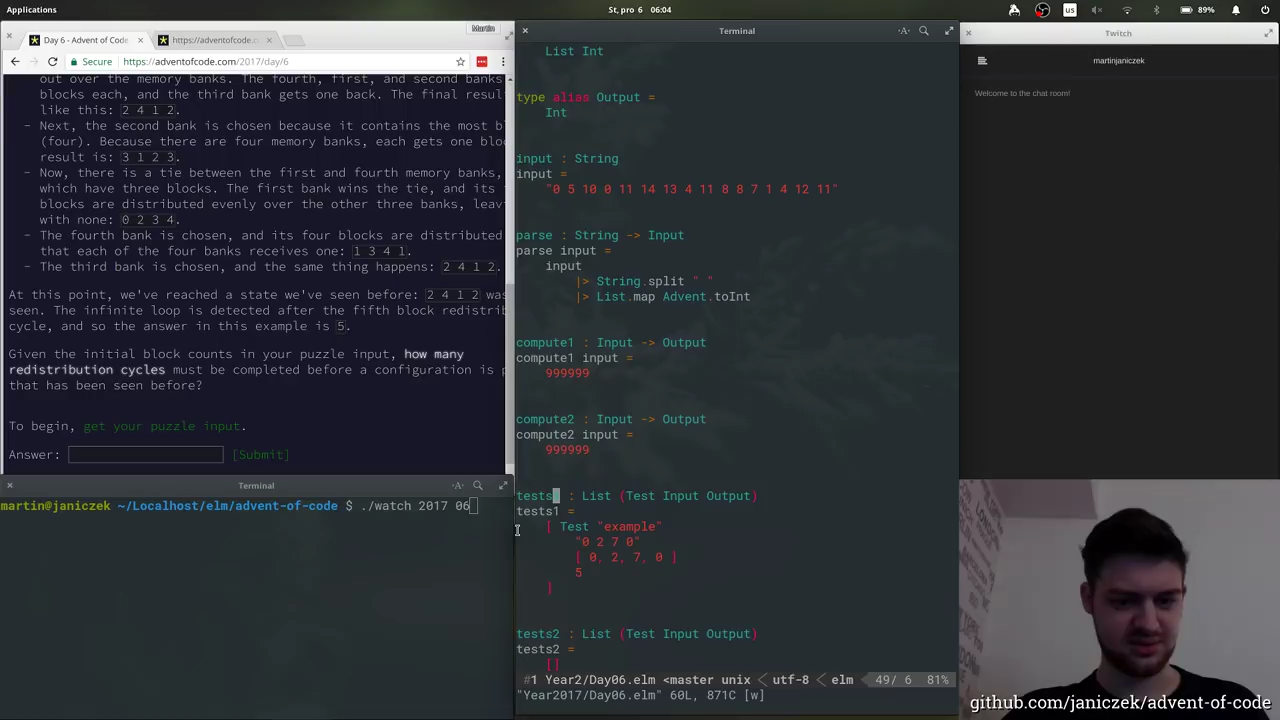 Applications
St, pro 6 06:04
us
89%
Martin
Day 6 - Advent of Code
https://adventofcode.c
Secure https://adventofcode.com/2017/day/6
out over the memory banks. The fourth, first, and second banks
blocks each, and the third bank gets one back. The final resul
like this: 2 4 1 2.
- Next, the second bank is chosen because it contains the most bl
(four). Because there are four memory banks, each gets one bloc
result is: 3 1 2 3.
- Now, there is a tie between the first and fourth memory banks,
which have three blocks. The first bank wins the tie, and its
blocks are distributed evenly over the other three banks, leav
with none: 0 2 3 4.
- The fourth bank is chosen, and its four blocks are distributed
that each of the four banks receives one: 1 3 4 1.
- The third bank is chosen, and the same thing happens: 2 4 1 2.
At this point, we've reached a state we've seen before: 2 4 1 2 was
seen. The infinite loop is detected after the fifth block redistrib
cycle, and so the answer in this example is 5.
Given the initial block counts in your puzzle input, how many
redistribution cycles must be completed before a configuration is p
that has been seen before?
To begin, get your puzzle input.
Answer: [Submit]
Terminal
martin@janiczek ~/Localhost/elm/advent-of-code $ ./watch 2017 06
Terminal
List Int
type alias Output =
Int
input : String
input =
"0 5 10 0 11 14 13 4 11 8 8 7 1 4 12 11"
parse : String -> Input
parse input =
input
|> String.split " "
|> List.map Advent.toInt
compute1 : Input -> Output
compute1 input =
999999
compute2 : Input -> Output
compute2 input =
999999
tests : List (Test Input Output)
tests1 =
[ Test "example"
"0 2 7 0"
[ 0, 2, 7, 0 ]
5
]
tests2 : List (Test Input Output)
tests2 =
[]
#1 Year2/Day06.elm <master unix < utf-8 < elm 49/ 6 81%
"Year2017/Day06.elm" 60L, 871C [w]
Twitch
martinjaniczek
Welcome to the chat room!
github.com/janiczek/advent-of-code